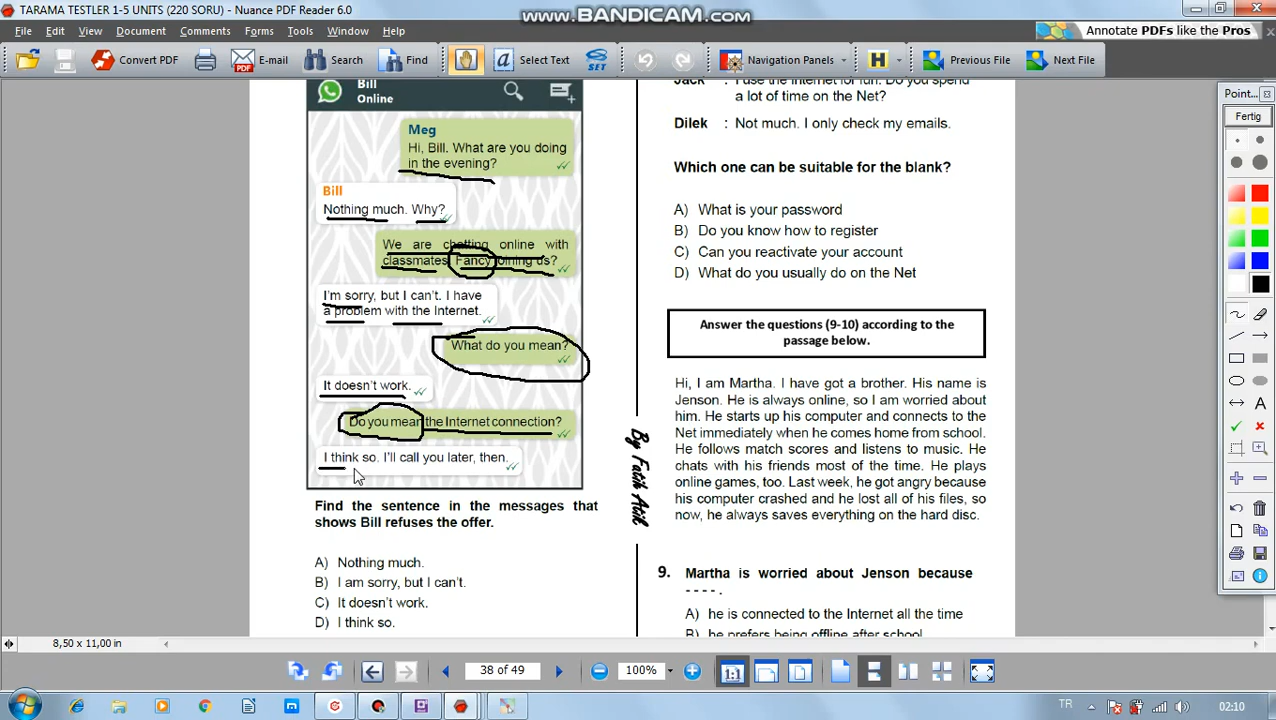 TARAMA TESTLER 1-5 UNITS (220 SORU) - Nuance PDF Reader 6.0
www.BANDICAM.com
File Edit View Document Comments Forms Tools Window Help
Annotate PDFs like the Pros
Convert PDF
E-mail
Search
Find
Select Text
SET
Navigation Panels
Previous File
Next File
Bill
Online
Meg
Hi, Bill. What are you doing
in the evening?
Bill
Nothing much. Why?
We are chatting online with
classmates. Fancy joining us?
I'm sorry, but I can't. I have
a problem with the Internet.
What do you mean?
It doesn't work.
Do you mean the Internet connection?
I think so. I'll call you later, then.
Find the sentence in the messages that
shows Bill refuses the offer.
A) Nothing much.
B) I am sorry, but I can't.
C) It doesn't work.
D) I think so.
By Fatih Atik
Jack : I use the Internet for fun. Do you spend
a lot of time on the Net?
Dilek : Not much. I only check my emails.
Which one can be suitable for the blank?
A) What is your password
B) Do you know how to register
C) Can you reactivate your account
D) What do you usually do on the Net
Answer the questions (9-10) according to the
passage below.
Hi, I am Martha. I have got a brother. His name is
Jenson. He is always online, so I am worried about
him. He starts up his computer and connects to the
Net immediately when he comes home from school.
He follows match scores and listens to music. He
chats with his friends most of the time. He plays
online games, too. Last week, he got angry because
his computer crashed and he lost all of his files, so
now, he always saves everything on the hard disc.
9. Martha is worried about Jenson because
- - - - .
A) he is connected to the Internet all the time
B) he prefers being offline after school
Point...
Fertig
8,50 x 11,00 in
38 of 49
100%
1:1
TR
02:10